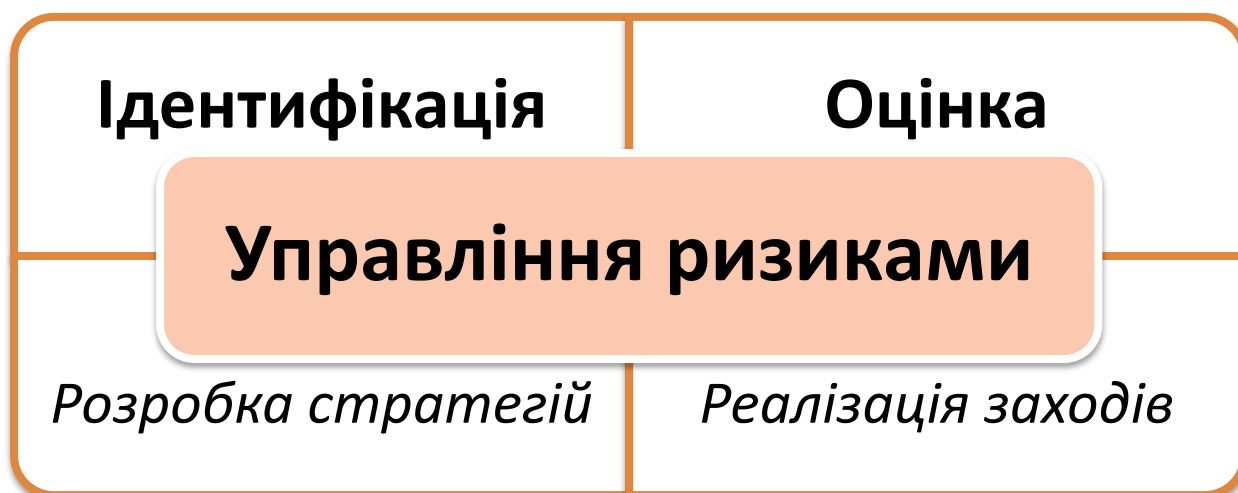 Ідентифікація
Оцінка
Управління ризиками
Розробка стратегій
Реалізація заходів